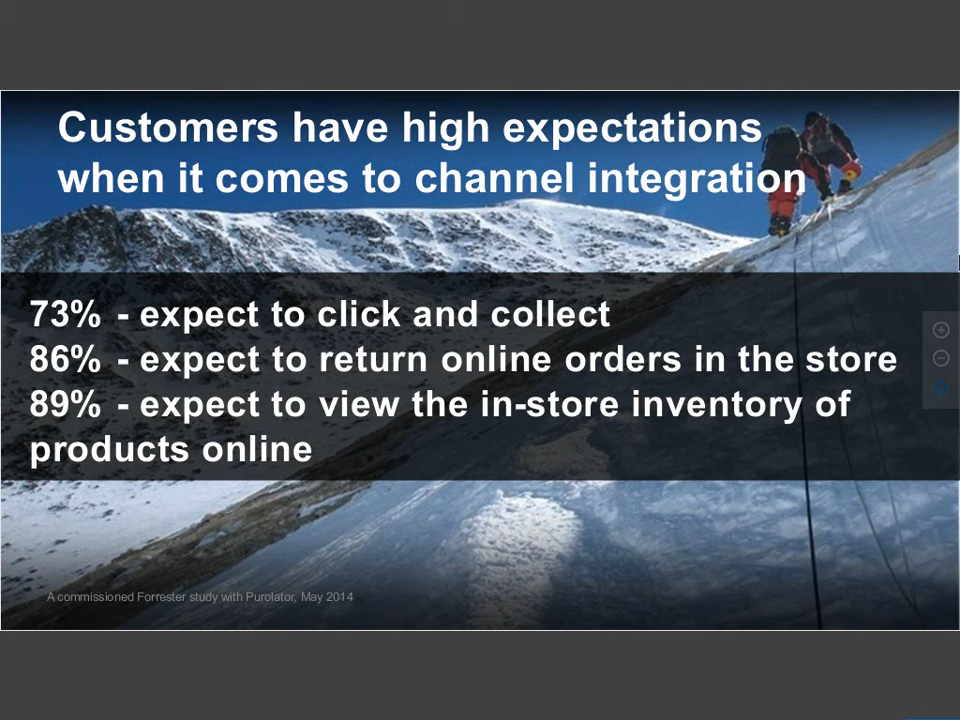 Customers have high expectations
when it comes to channel integration
73% - expect to click and collect
86% - expect to return online orders in the store
89% - expect to view the in-store inventory of
products online
A commissioned Forrester study with Purolator, May 2014